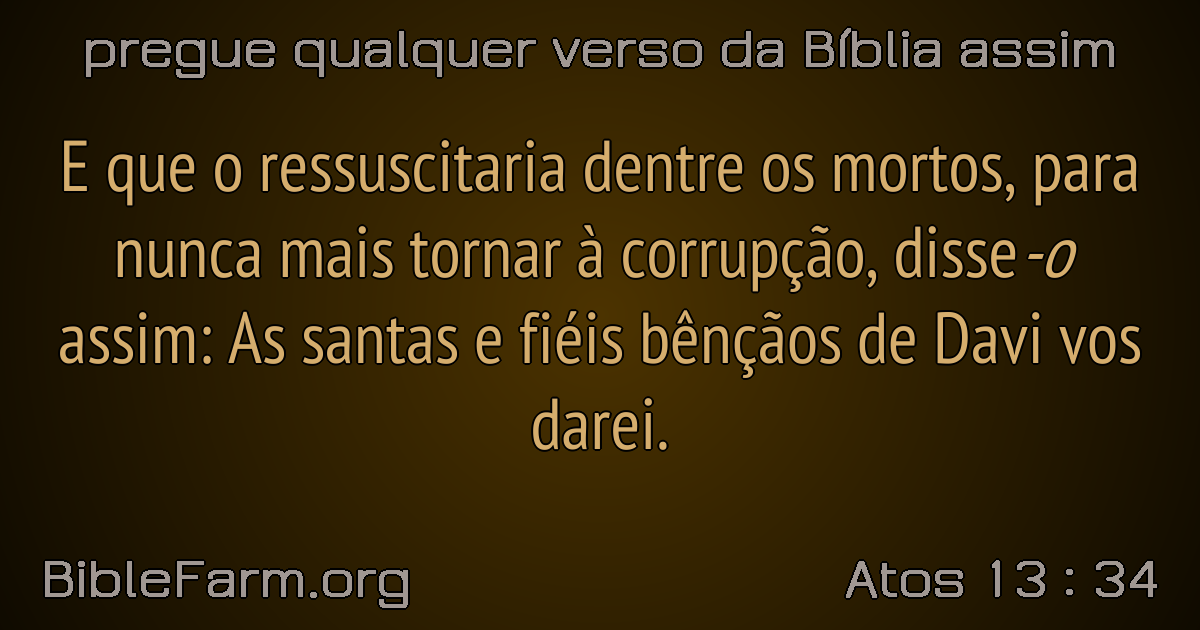 pregue qualquer verso da Bíblia assim
E que o ressuscitaria dentre os mortos, para
nunca mais tornar à corrupção, disse-o
assim: As santas e fiéis bênçãos de Davi vos
darei.
BibleFarm.org
Atos 13 : 34